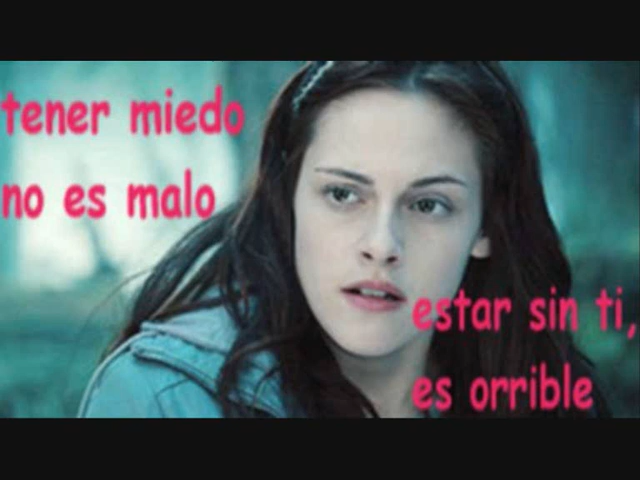 tener miedo
no es malo
estar sin ti,
es orrible